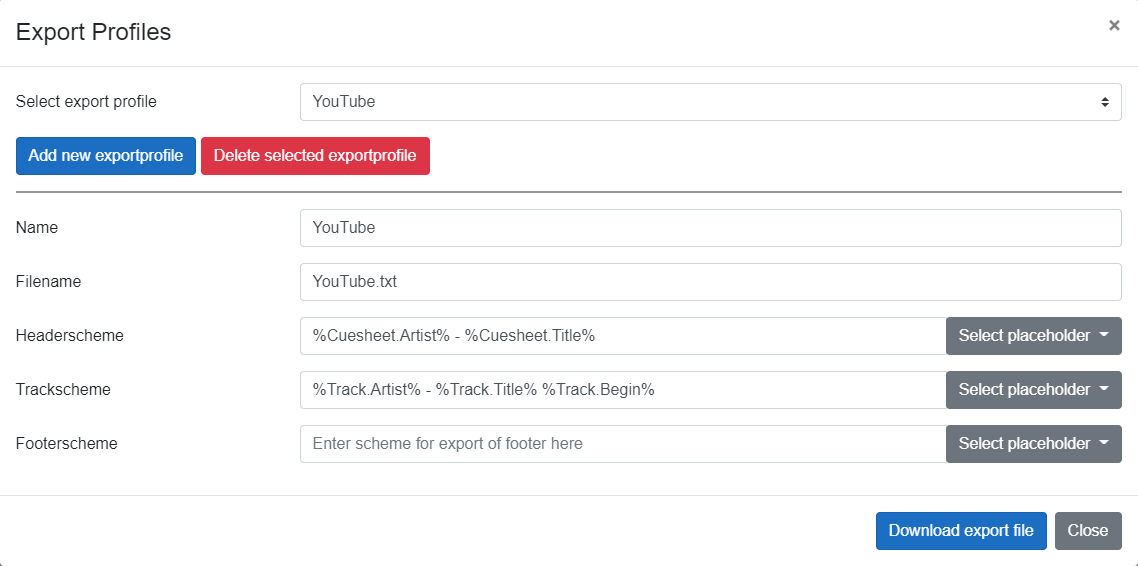 Export Profiles ×
Select export profile YouTube
Add new exportprofile Delete selected exportprofile
Name YouTube
Filename YouTube.txt
Headerscheme %Cuesheet.Artist% - %Cuesheet.Title% Select placeholder
Trackscheme %Track.Artist% - %Track.Title% %Track.Begin% Select placeholder
Footerscheme Enter scheme for export of footer here Select placeholder
Download export file Close